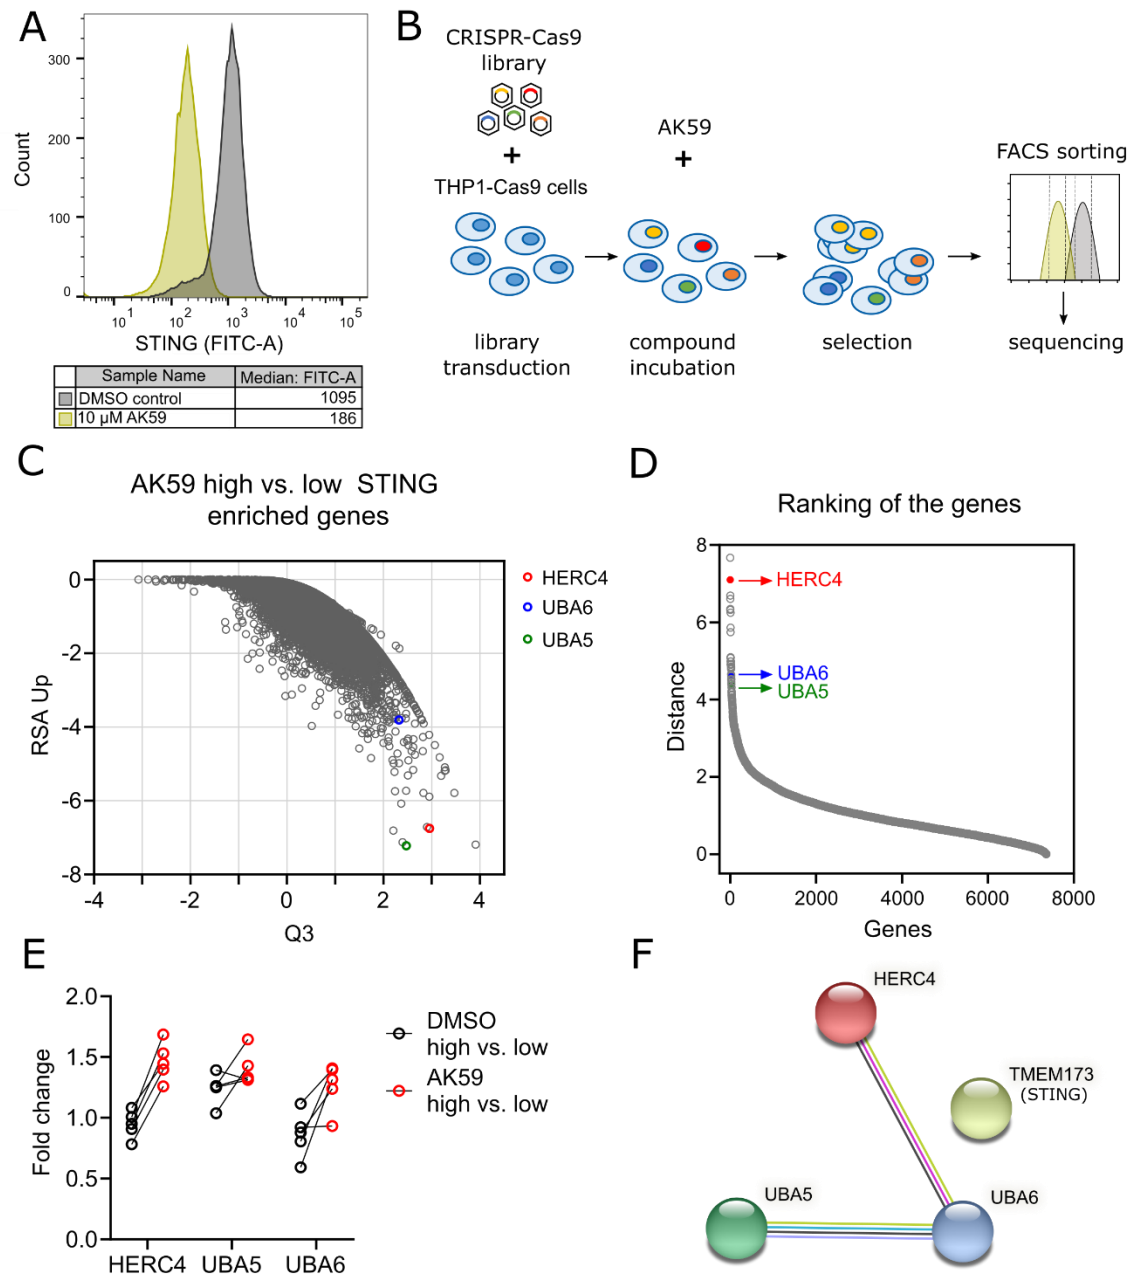 A
300
200
100
0
Count
10^1
10^2
10^3
10^4
10^5
STING (FITC-A)
Sample Name
Median: FITC-A
DMSO control
1095
10 µM AK59
186
B
CRISPR-Cas9
library
+
THP1-Cas9 cells
AK59
+
FACS sorting
library
transduction
compound
incubation
selection
sequencing
C
AK59 high vs. low STING
enriched genes
0
-2
-4
-6
-8
RSA Up
-4
-2
0
2
4
Q3
HERC4
UBA6
UBA5
D
Ranking of the genes
8
6
4
2
0
Distance
HERC4
UBA6
UBA5
0
2000
4000
6000
8000
Genes
E
2.0
1.5
1.0
0.5
0.0
Fold change
HERC4
UBA5
UBA6
DMSO
high vs. low
AK59
high vs. low
F
HERC4
TMEM173
(STING)
UBA5
UBA6